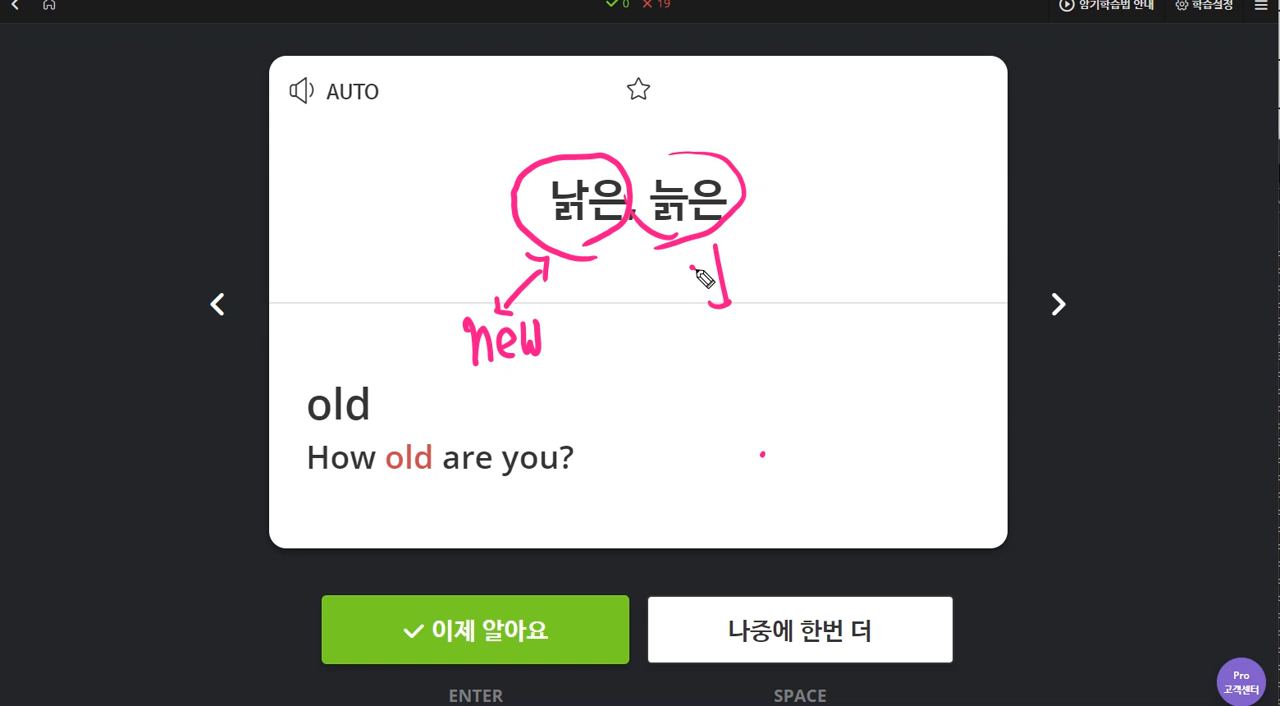 0 19 암기학습법 안내 학습설정
AUTO
낡은, 늙은
new
old
How old are you?
이제 알아요 나중에 한번 더
ENTER SPACE
Pro
고객센터